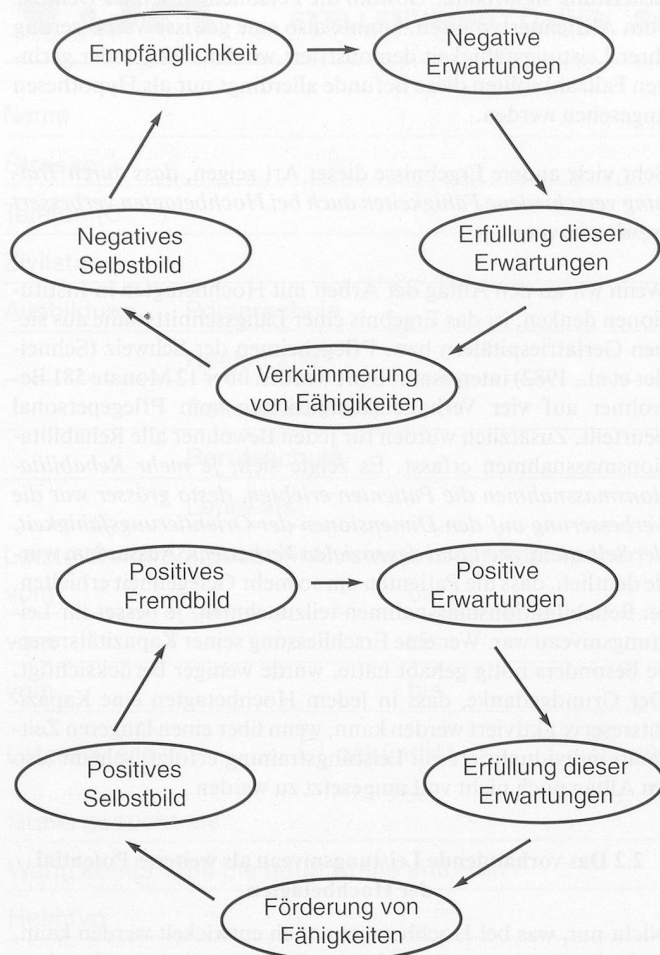 Empfänglichkeit
Negative
Erwartungen
Erfüllung dieser
Erwartungen
Verkümmerung
von Fähigikeiten
Negatives
Selbstbild
Positives
Fremdbild
Positive
Erwartungen
Erfüllung dieser
Erwartungen
Förderung von
Fähigkeiten
Positives
Selbstbild